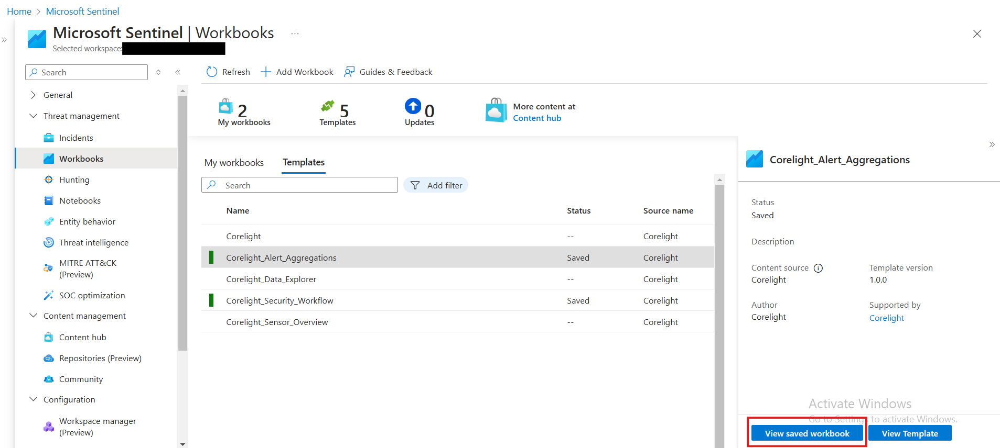 Home > Microsoft Sentinel
Microsoft Sentinel | Workbooks ...
Selected workspace:
Search
General
Threat management
Incidents
Workbooks
Hunting
Notebooks
Entity behavior
Threat intelligence
MITRE ATT&CK
(Preview)
SOC optimization
Content management
Content hub
Repositories (Preview)
Community
Configuration
Workspace manager
(Preview)
Refresh Add Workbook Guides & Feedback
2
My workbooks
5
Templates
0
Updates
More content at
Content hub
My workbooks Templates
Search Add filter
Name Status Source name
Corelight -- Corelight
Corelight_Alert_Aggregations Saved Corelight
Corelight_Data_Explorer -- Corelight
Corelight_Security_Workflow Saved Corelight
Corelight_Sensor_Overview -- Corelight
Corelight_Alert_Aggregations
Status
Saved
Description
Content source Template version
Corelight 1.0.0
Author Supported by
Corelight Corelight
Activate Windows
Go to Settings to activate Windows.
View saved workbook View Template